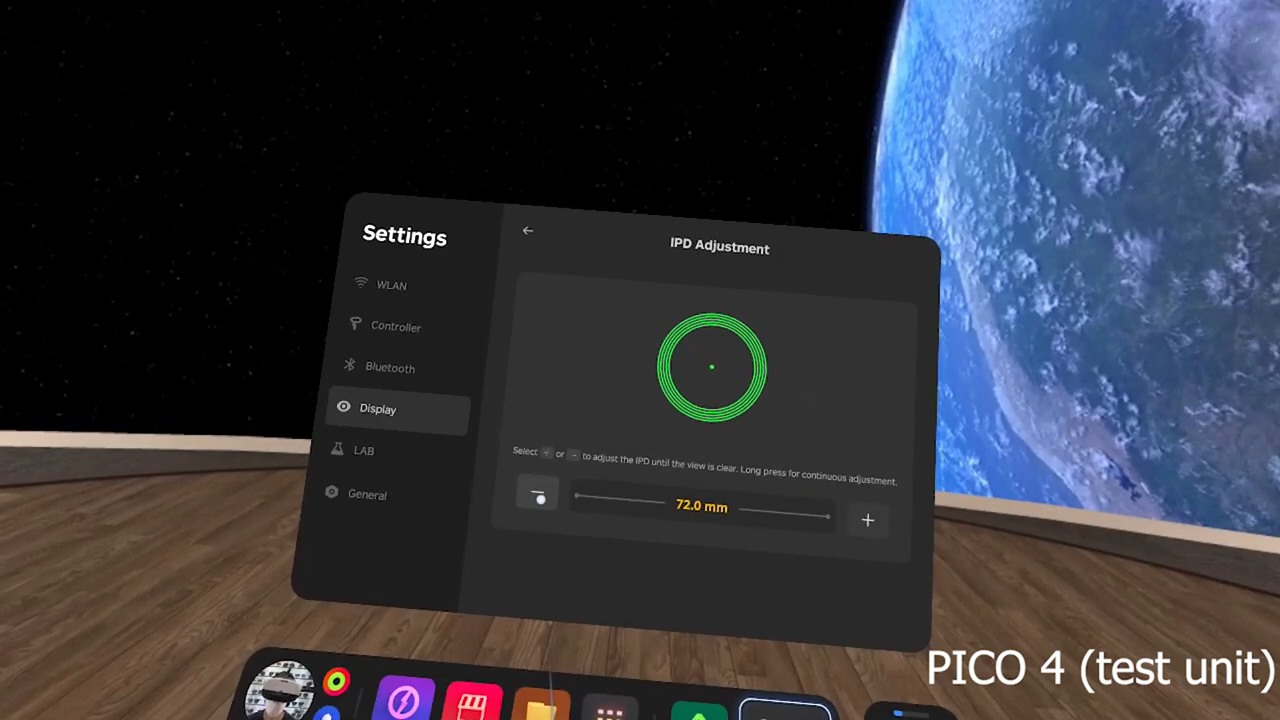 Settings
IPD Adjustment
WLAN
Controller
Bluetooth
Display
LAB
General
Select + or - to adjust the IPD until the view is clear. Long press for continuous adjustment.
72.0 mm
PICO 4 (test unit)